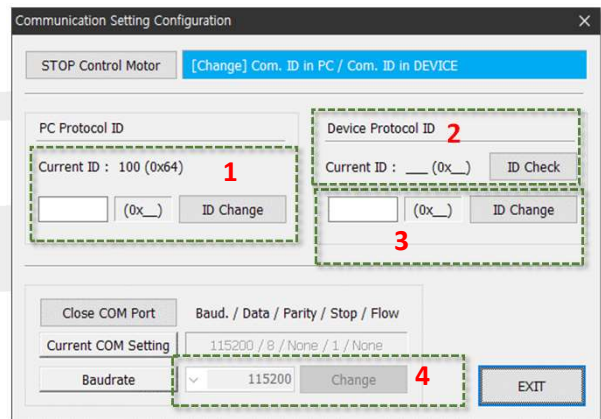 Communication Setting Configuration
STOP Control Motor
[Change] Com. ID in PC / Com. ID in DEVICE
PC Protocol ID
Current ID : 100 (0x64)
1
(0x__)
ID Change
Device Protocol ID
2
Current ID : __ (0x__)
ID Check
(0x__)
ID Change
3
Close COM Port
Baud. / Data / Parity / Stop / Flow
Current COM Setting
115200 / 8 / None / 1 / None
Baudrate
115200
Change
4
EXIT